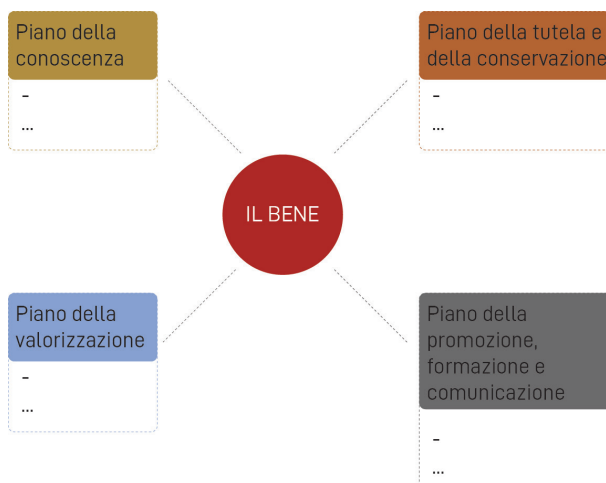 Piano della
conoscenza
-
...
Piano della tutela e
della conservazione
-
...
IL BENE
Piano della
valorizzazione
-
...
Piano della
promozione,
formazione e
comunicazione
-
...